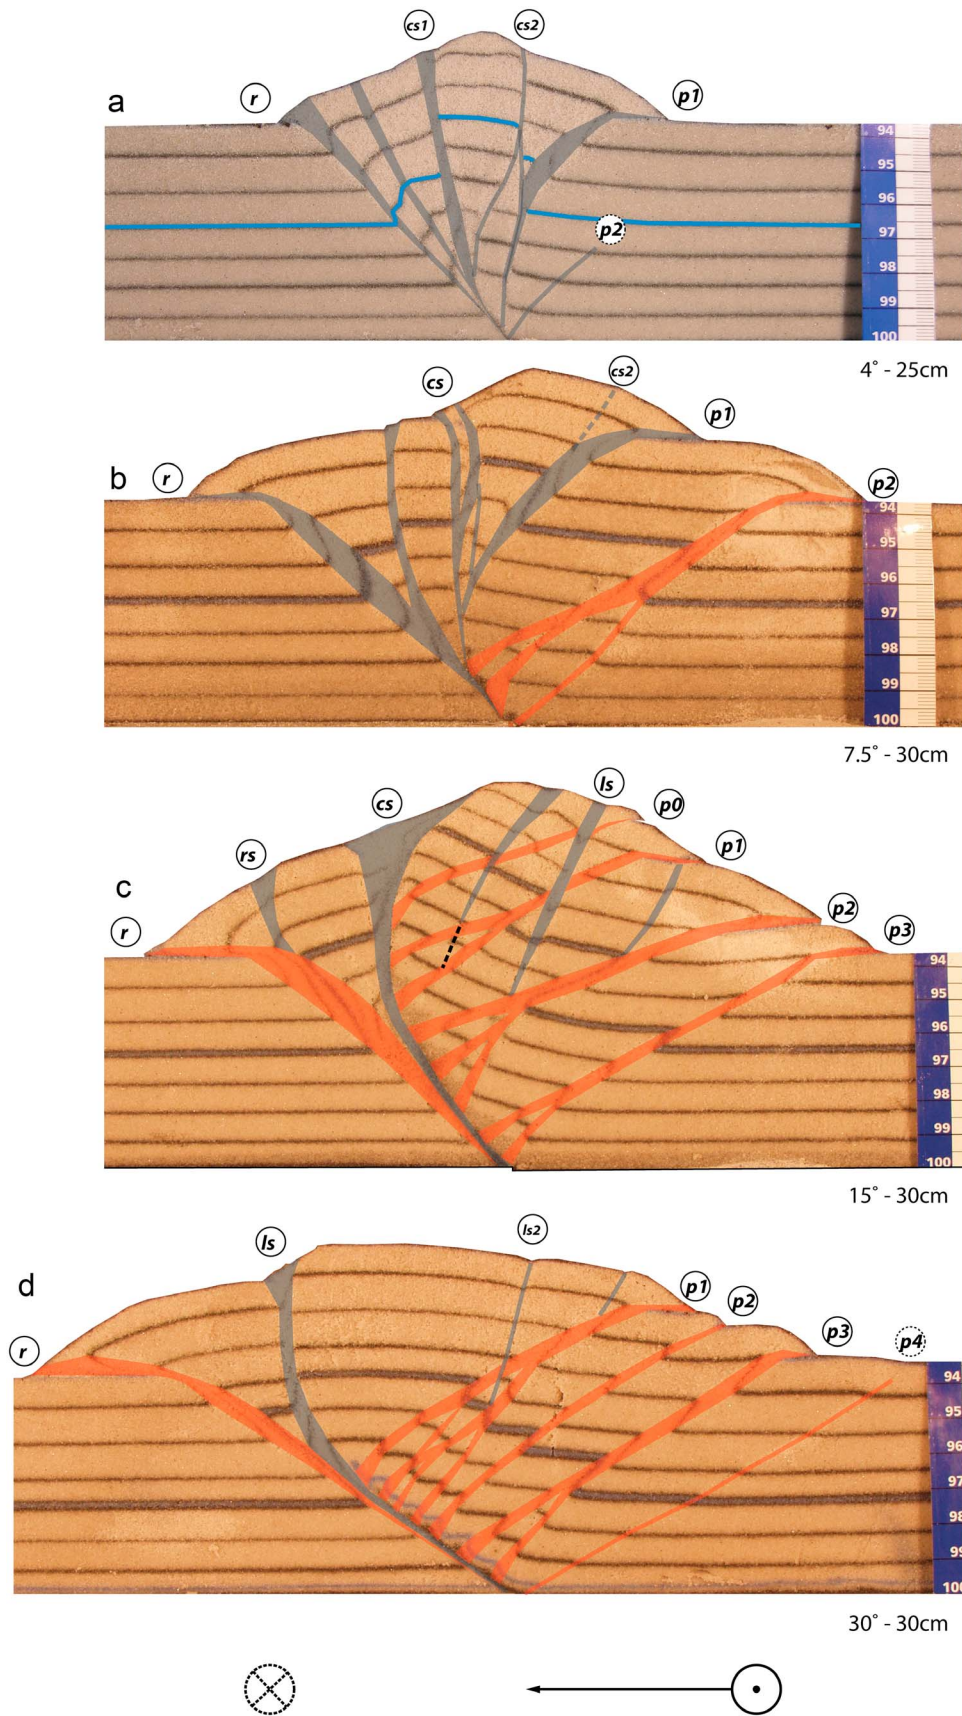 cs1 cs2
r
p1
a
94
95
96
p2
97
98
99
100
4° - 25cm
cs
cs2
p1
b
r
p2
94
95
96
97
98
99
100
7.5° - 30cm
ls
cs
p0
rs
p1
c
p2
r
p3
94
95
96
97
98
99
100
15° - 30cm
ls
ls2
d
p1
p2
p3
p4
r
94
95
96
97
98
99
100
30° - 30cm